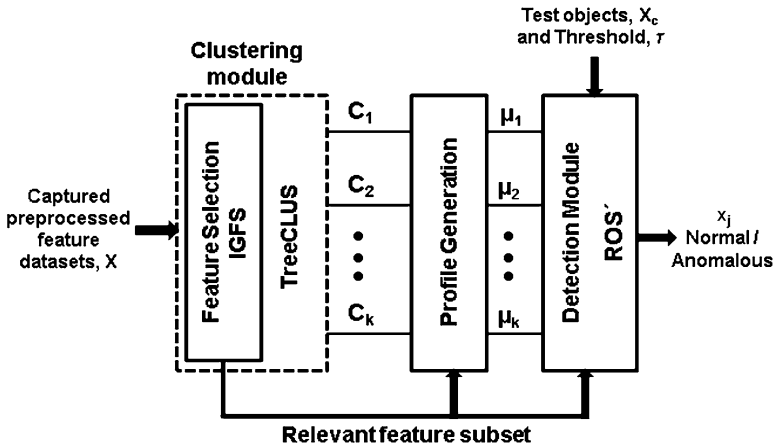 Test objects, Xc
and Threshold, τ
Clustering
module
Captured
preprocessed
feature
datasets, X
Feature Selection
IGFS
TreeCLUS
C1
C2
Ck
Profile Generation
μ1
μ2
μk
Detection Module
ROS´
xj
Normal /
Anomalous
Relevant feature subset